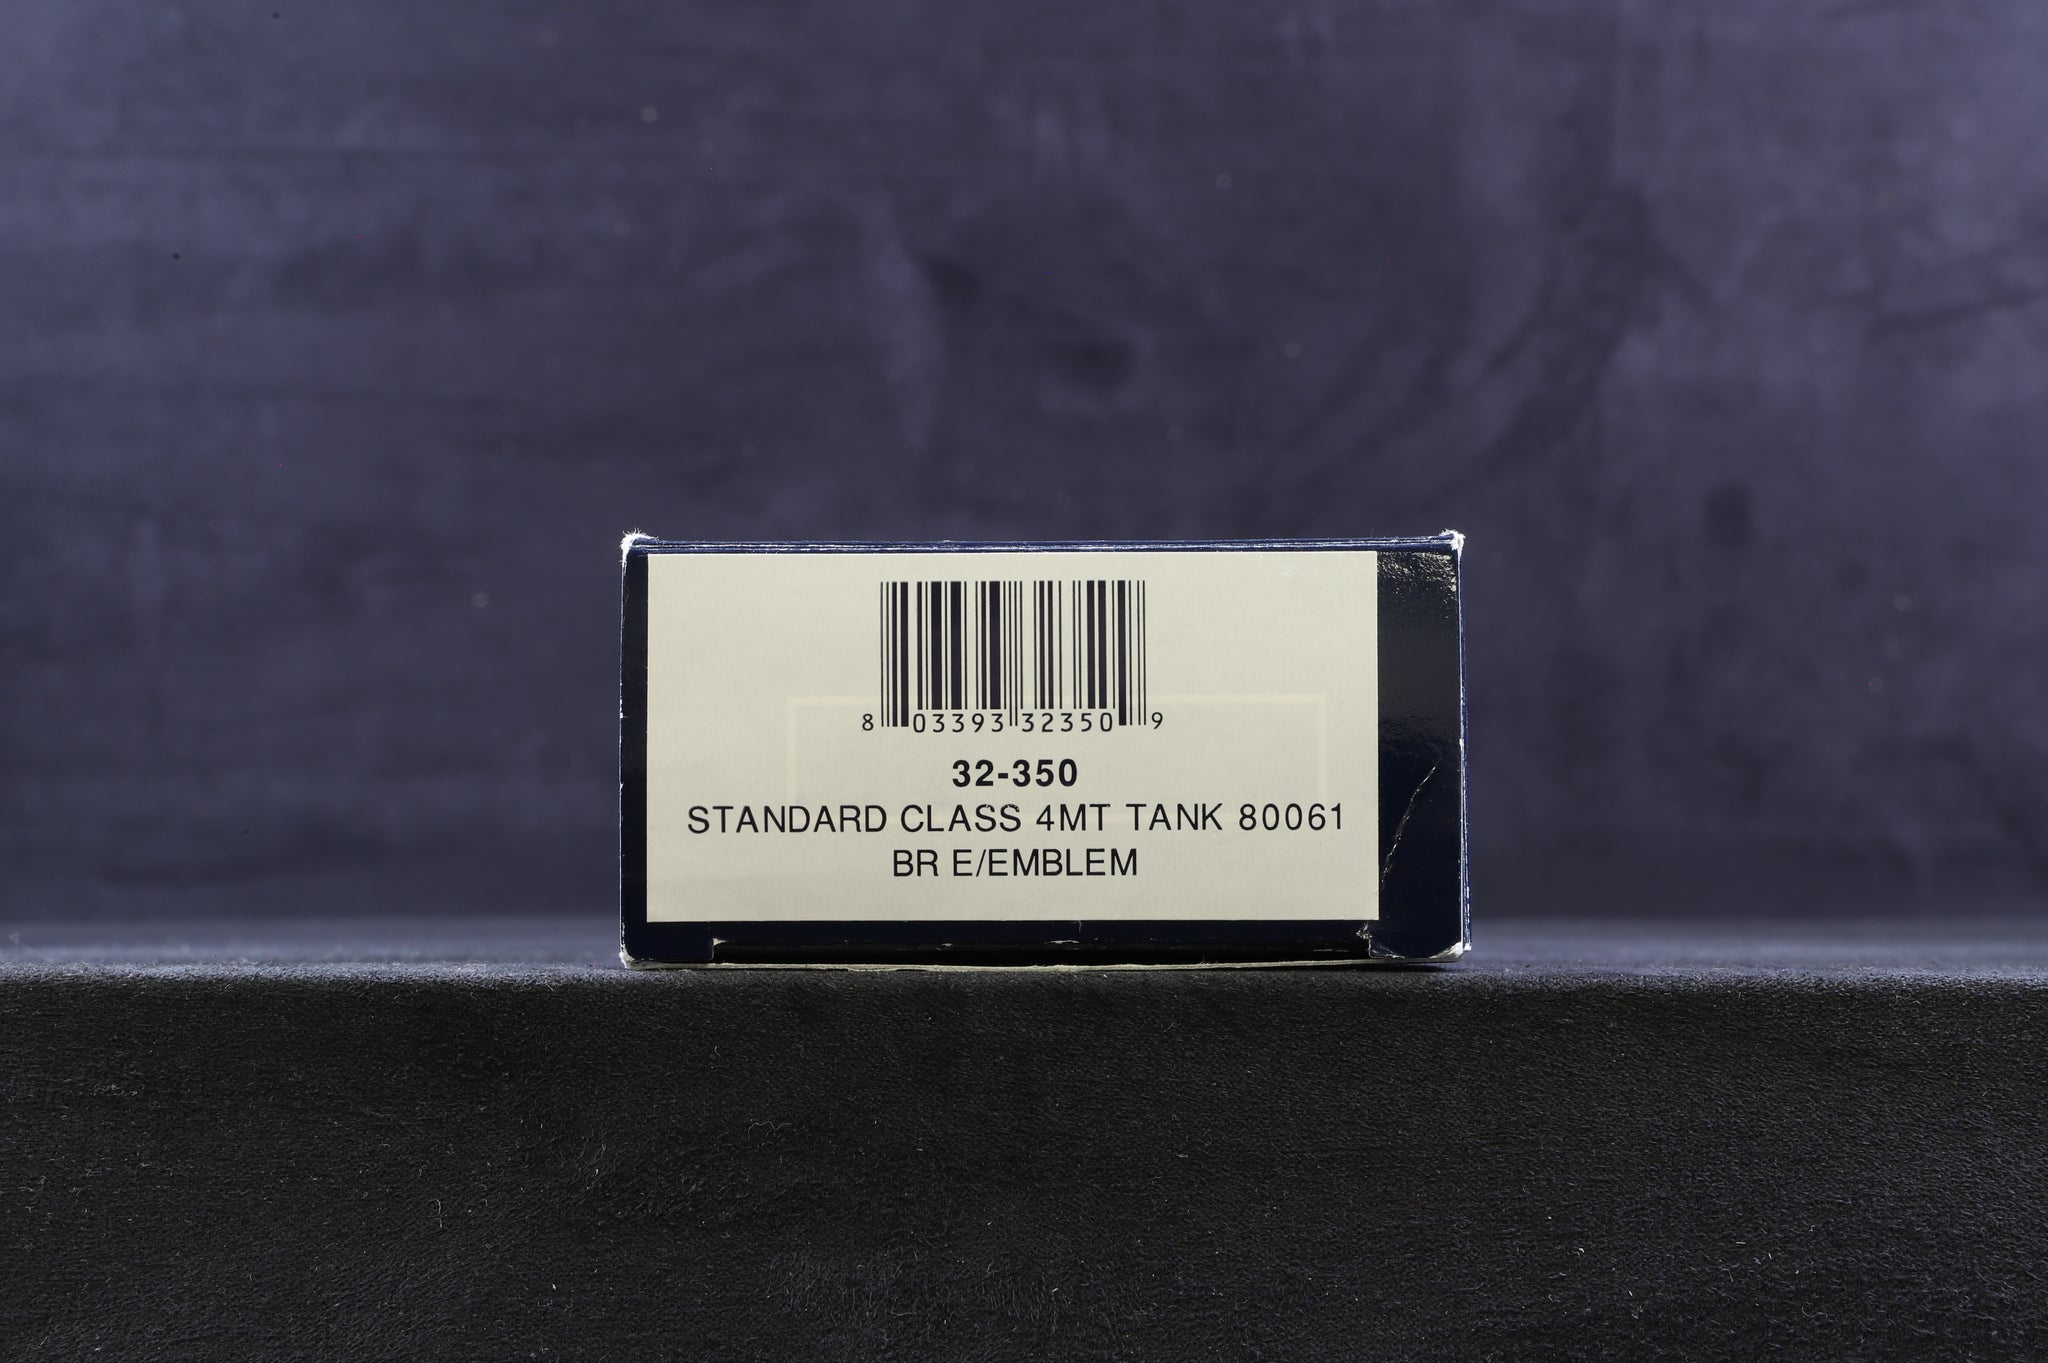 8 03393 32350 9
32-350
STANDARD CLASS 4MT TANK 80061
BR E/EMBLEM